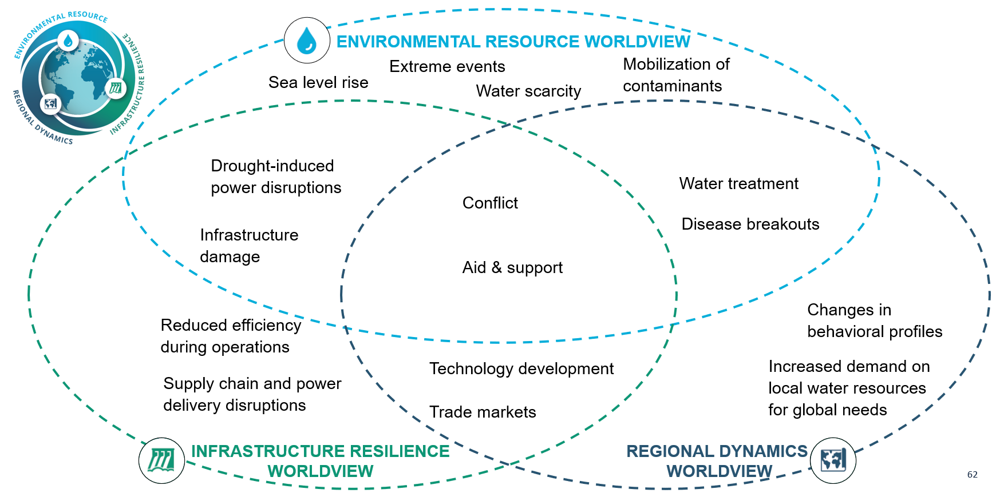 ENVIRONMENTAL RESOURCE
INFRASTRUCTURE RESILIENCE
REGIONAL DYNAMICS
ENVIRONMENTAL RESOURCE WORLDVIEW
Extreme events
Mobilization of
contaminants
Sea level rise
Water scarcity
Drought-induced
power disruptions
Infrastructure
damage
Conflict
Aid & support
Water treatment
Disease breakouts
Reduced efficiency
during operations
Supply chain and power
delivery disruptions
Technology development
Trade markets
Changes in
behavioral profiles
Increased demand on
local water resources
for global needs
INFRASTRUCTURE RESILIENCE
WORLDVIEW
REGIONAL DYNAMICS
WORLDVIEW
62